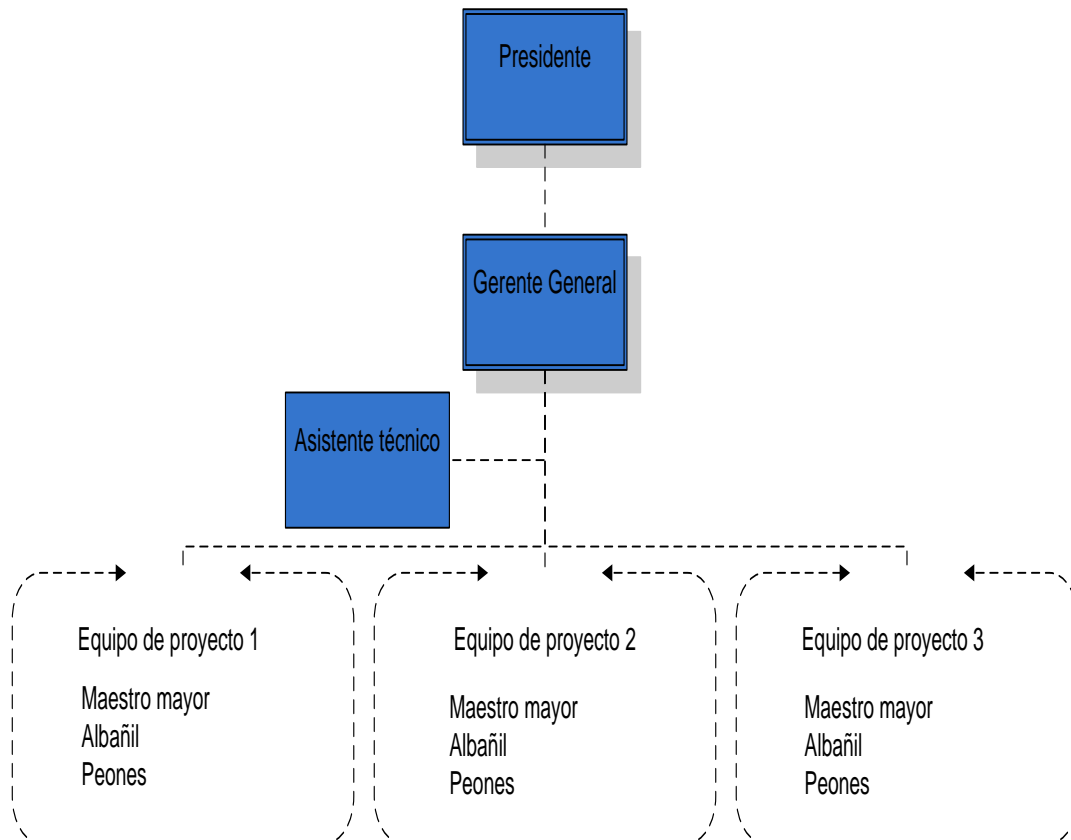 Presidente
Gerente General
Asistente técnico
Equipo de proyecto 1
Maestro mayor
Albañil
Peones
Equipo de proyecto 2
Maestro mayor
Albañil
Peones
Equipo de proyecto 3
Maestro mayor
Albañil
Peones